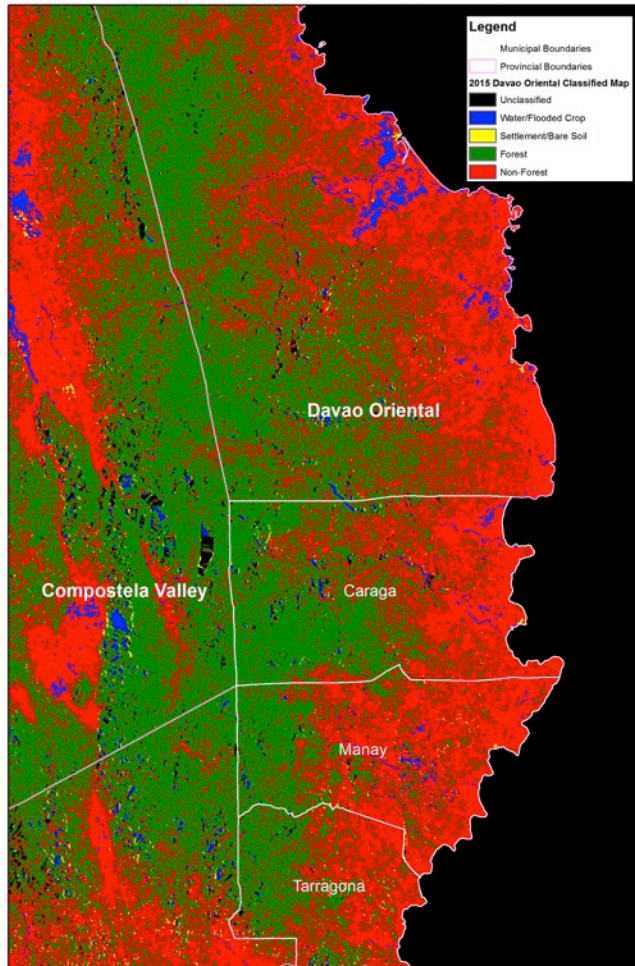 Legend
Municipal Boundaries
Provincial Boundaries
2015 Davao Oriental Classified Map
Unclassified
Water/Flooded Crop
Settlement/Bare Soil
Forest
Non-Forest
Davao Oriental
Compostela Valley
Caraga
Manay
Tarragona